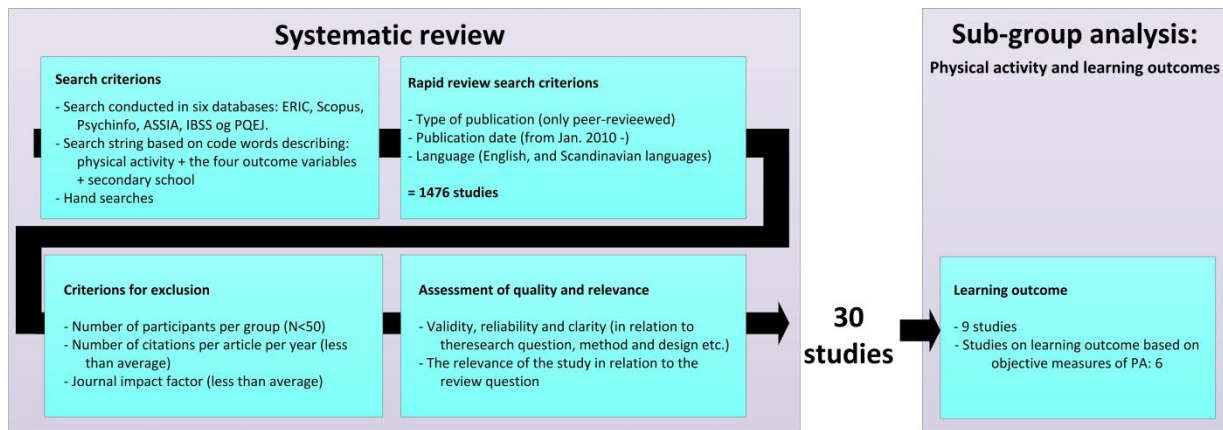 Systematic review
Search criterions
- Search conducted in six databases: ERIC, Scopus,
Psychinfo, ASSIA, IBSS og PQEJ.
- Search string based on code words describing:
physical activity + the four outcome variables
+ secondary school
- Hand searches
Rapid review search criterions
- Type of publication (only peer-revieewed)
- Publication date (from Jan. 2010 -)
- Language (English, and Scandinavian languages)
= 1476 studies
Criterions for exclusion
- Number of participants per group (N<50)
- Number of citations per article per year (less
than average)
- Journal impact factor (less than average)
Assessment of quality and relevance
- Validity, reliability and clarity (in relation to
theresearch question, method and design etc.)
- The relevance of the study in relation to the
review question
30
studies
Sub-group analysis:
Physical activity and learning outcomes
Learning outcome
- 9 studies
- Studies on learning outcome based on
objective measures of PA: 6